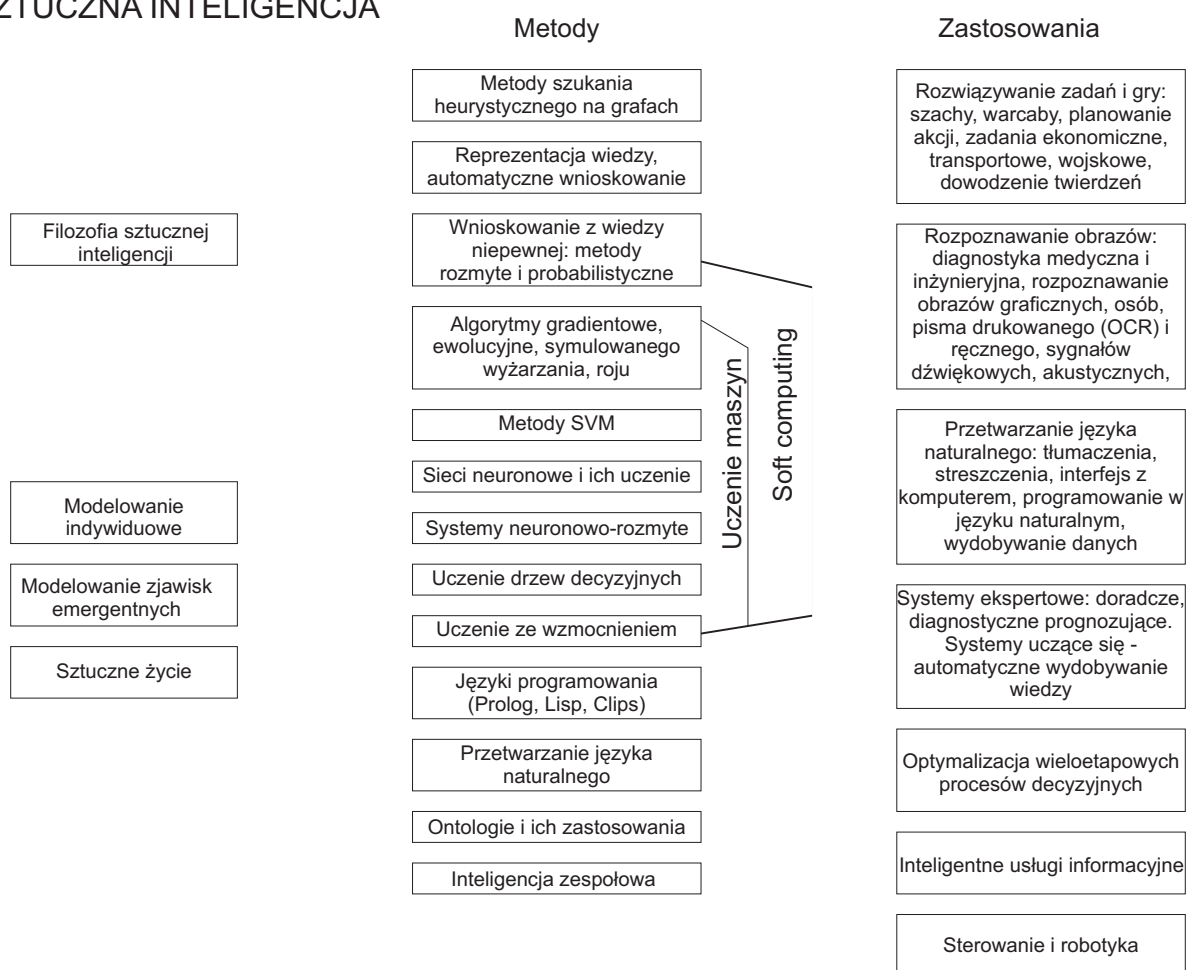 ZTUCZNA INTELIGENCJA
Metody
Zastosowania
Filozofia sztucznej
inteligencji
Modelowanie
indywiduowe
Modelowanie zjawisk
emergentnych
Sztuczne życie
Metody szukania
heurystycznego na grafach
Reprezentacja wiedzy,
automatyczne wnioskowanie
Wnioskowanie z wiedzy
niepewnej: metody
rozmyte i probabilistyczne
Algorytmy gradientowe,
ewolucyjne, symulowanego
wyżarzania, roju
Metody SVM
Sieci neuronowe i ich uczenie
Systemy neuronowo-rozmyte
Uczenie drzew decyzyjnych
Uczenie ze wzmocnieniem
Języki programowania
(Prolog, Lisp, Clips)
Przetwarzanie języka
naturalnego
Ontologie i ich zastosowania
Inteligencja zespołowa
Uczenie maszyn
Soft computing
Rozwiązywanie zadań i gry:
szachy, warcaby, planowanie
akcji, zadania ekonomiczne,
transportowe, wojskowe,
dowodzenie twierdzeń
Rozpoznawanie obrazów:
diagnostyka medyczna i
inżynieryjna, rozpoznawanie
obrazów graficznych, osób,
pisma drukowanego (OCR) i
ręcznego, sygnałów
dźwiękowych, akustycznych,
Przetwarzanie języka
naturalnego: tłumaczenia,
streszczenia, interfejs z
komputerem, programowanie w
języku naturalnym,
wydobywanie danych
Systemy ekspertowe: doradcze,
diagnostyczne prognozujące.
Systemy uczące się -
automatyczne wydobywanie
wiedzy
Optymalizacja wieloetapowych
procesów decyzyjnych
Inteligentne usługi informacyjne
Sterowanie i robotyka